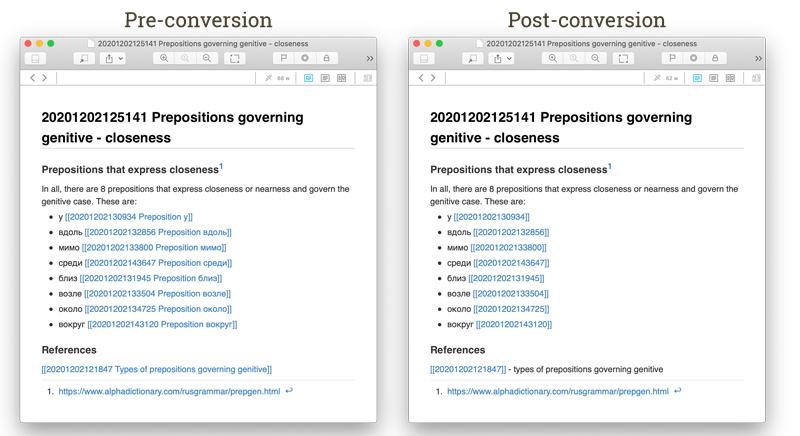 Pre-conversion
20201202125141 Prepositions governing genitive - closeness
68 w
20201202125141 Prepositions governing
genitive - closeness
Prepositions that express closeness1
In all, there are 8 prepositions that express closeness or nearness and govern the
genitive case. These are:
• у [[20201202130934 Preposition у]]
• вдоль [[20201202132856 Preposition вдоль]]
• мимо [[20201202133800 Preposition мимо]]
• среди [[20201202143647 Preposition среди]]
• близ [[20201202131945 Preposition близ]]
• возле [[20201202133504 Preposition возле]]
• около [[20201202134725 Preposition около]]
• вокруг [[20201202143120 Preposition вокруг]]
References
[[20201202121847 Types of prepositions governing genitive]]
1. https://www.alphadictionary.com/rusgrammar/prepgen.html ↩
Post-conversion
20201202125141 Prepositions governing genitive - closeness
52 w
20201202125141 Prepositions governing
genitive - closeness
Prepositions that express closeness1
In all, there are 8 prepositions that express closeness or nearness and govern the
genitive case. These are:
• у [[20201202130934]]
• вдоль [[20201202132856]]
• мимо [[20201202133800]]
• среди [[20201202143647]]
• близ [[20201202131945]]
• возле [[20201202133504]]
• около [[20201202134725]]
• вокруг [[20201202143120]]
References
[[20201202121847]] - types of prepositions governing genitive
1. https://www.alphadictionary.com/rusgrammar/prepgen.html ↩